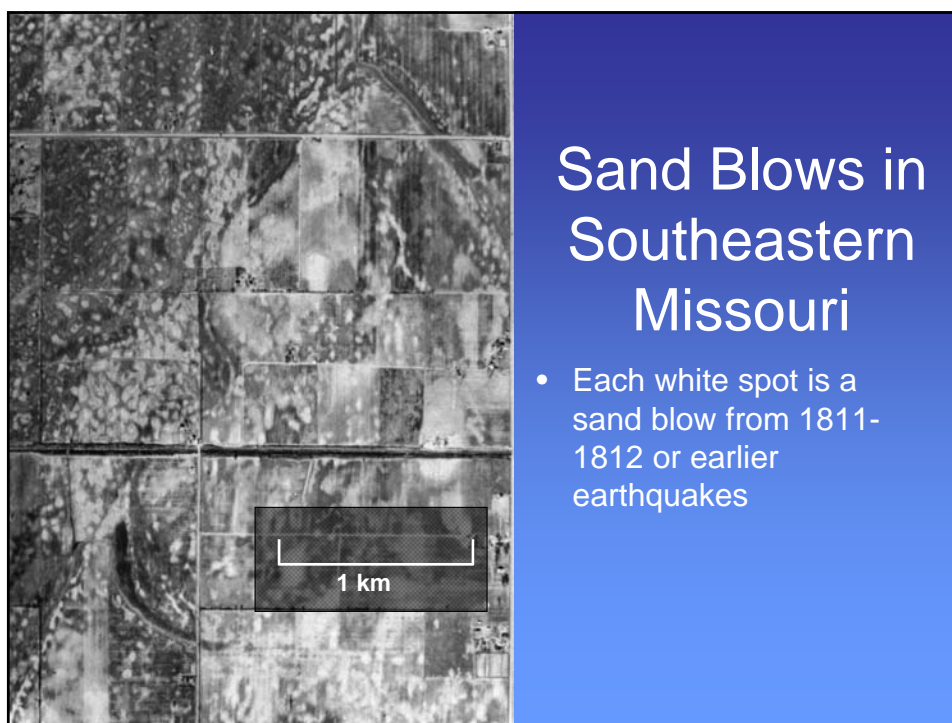 Sand Blows in
Southeastern
Missouri
• Each white spot is a
sand blow from 1811-
1812 or earlier
earthquakes
1 km